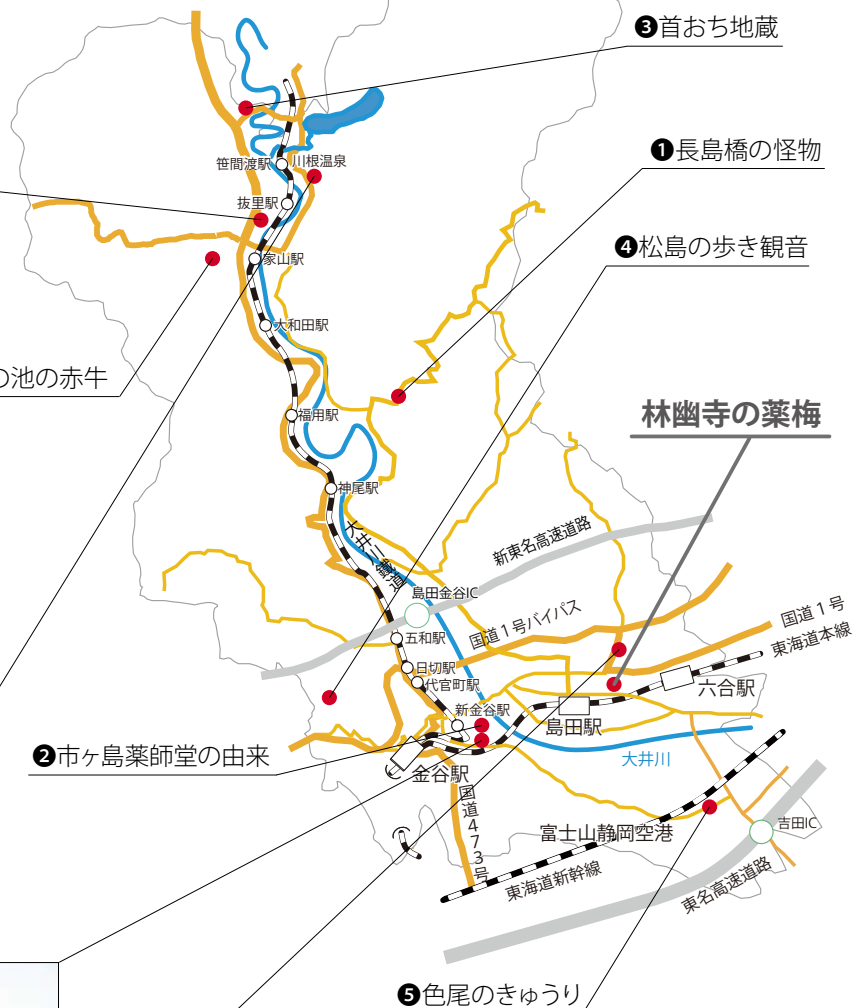 ❸首おち地蔵
❶長島橋の怪物
笹間渡駅
川根温泉
抜里駅
❹松島の歩き観音
家山駅
大和田駅
の池の赤牛
福用駅
林幽寺の薬梅
神尾駅
大井川鐵道
新東名高速道路
島田金谷IC
国道1号バイパス
国道1号
五和駅
東海道本線
日切駅
代官町駅
六合駅
新金谷駅
島田駅
❷市ヶ島薬師堂の由来
大井川
金谷駅
国道473号
富士山静岡空港
吉田IC
東海道新幹線
東名高速道路
❺色尾のきゅうり